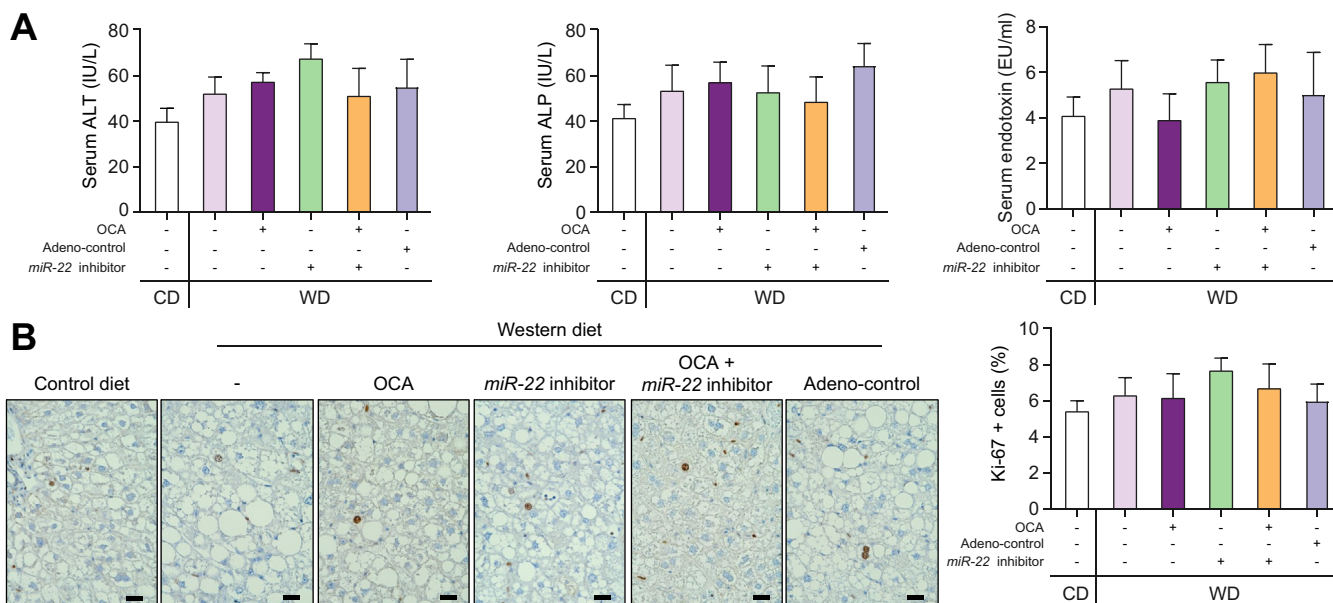 A
Serum ALT (IU/L)
80
60
40
20
0
OCA - - + - + -
Adeno-control - - - - - +
miR-22 inhibitor - - - + + -
CD WD
Serum ALP (IU/L)
80
60
40
20
0
OCA - - + - + -
Adeno-control - - - - - +
miR-22 inhibitor - - - + + -
CD WD
Serum endotoxin (EU/ml)
8
6
4
2
0
OCA - - + - + -
Adeno-control - - - - - +
miR-22 inhibitor - - - + + -
CD WD
B
Western diet
Control diet
-
OCA
miR-22 inhibitor
OCA +
miR-22 inhibitor
Adeno-control
Ki-67 + cells (%)
10
8
6
4
2
0
OCA - - + - + -
Adeno-control - - - - - +
miR-22 inhibitor - - - + + -
CD WD